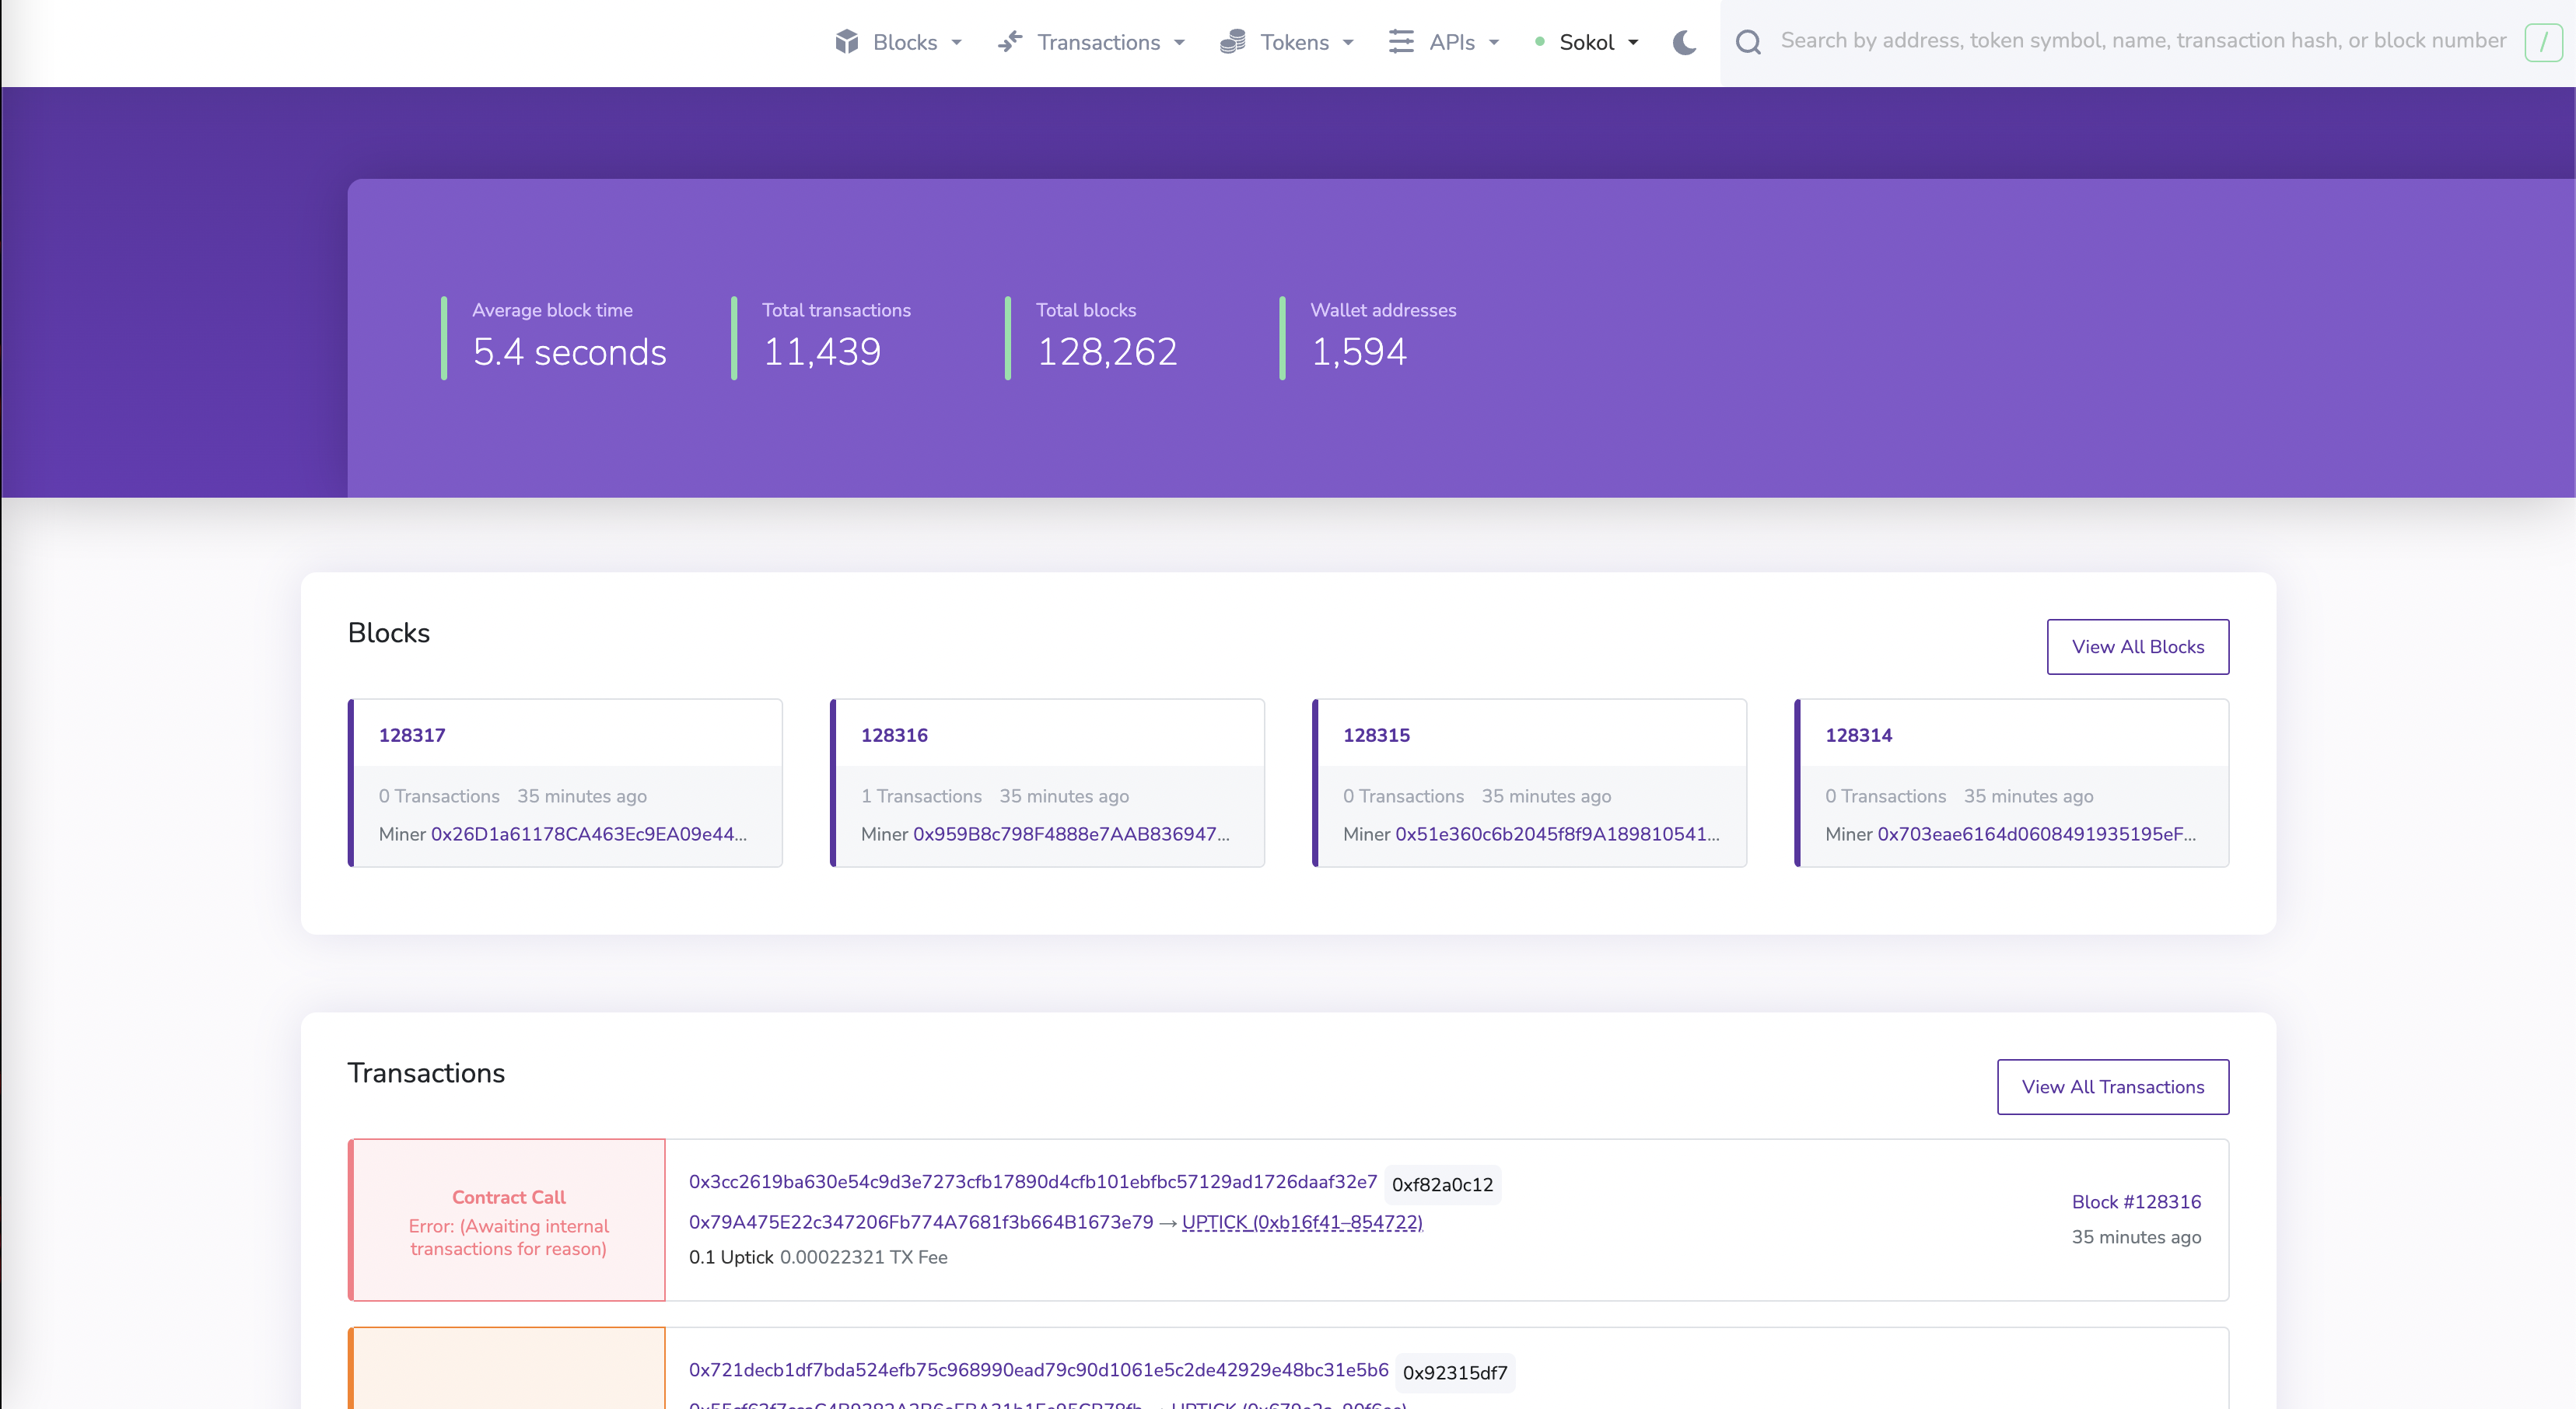 Blocks
Transactions
Tokens
APIs
Sokol
Search by address, token symbol, name, transaction hash, or block number
/
Average block time
5.4 seconds
Total transactions
11,439
Total blocks
128,262
Wallet addresses
1,594
Blocks
View All Blocks
128317
0 Transactions 35 minutes ago
Miner 0x26D1a61178CA463Ec9EA09e44...
128316
1 Transactions 35 minutes ago
Miner 0x959B8c798F4888e7AAB836947...
128315
0 Transactions 35 minutes ago
Miner 0x51e360c6b2045f8f9A189810541...
128314
0 Transactions 35 minutes ago
Miner 0x703eae6164d0608491935195eF...
Transactions
View All Transactions
Contract Call
Error: (Awaiting internal
transactions for reason)
0x3cc2619ba630e54c9d3e7273cfb17890d4cfb101ebfbc57129ad1726daaf32e7 0xf82a0c12
0x79A475E22c347206Fb774A7681f3b664B1673e79 → UPTICK (0xb16f41–854722)
0.1 Uptick 0.00022321 TX Fee
Block #128316
35 minutes ago
0x721decb1df7bda524efb75c968990ead79c90d1061e5c2de42929e48bc31e5b6 0x92315df7